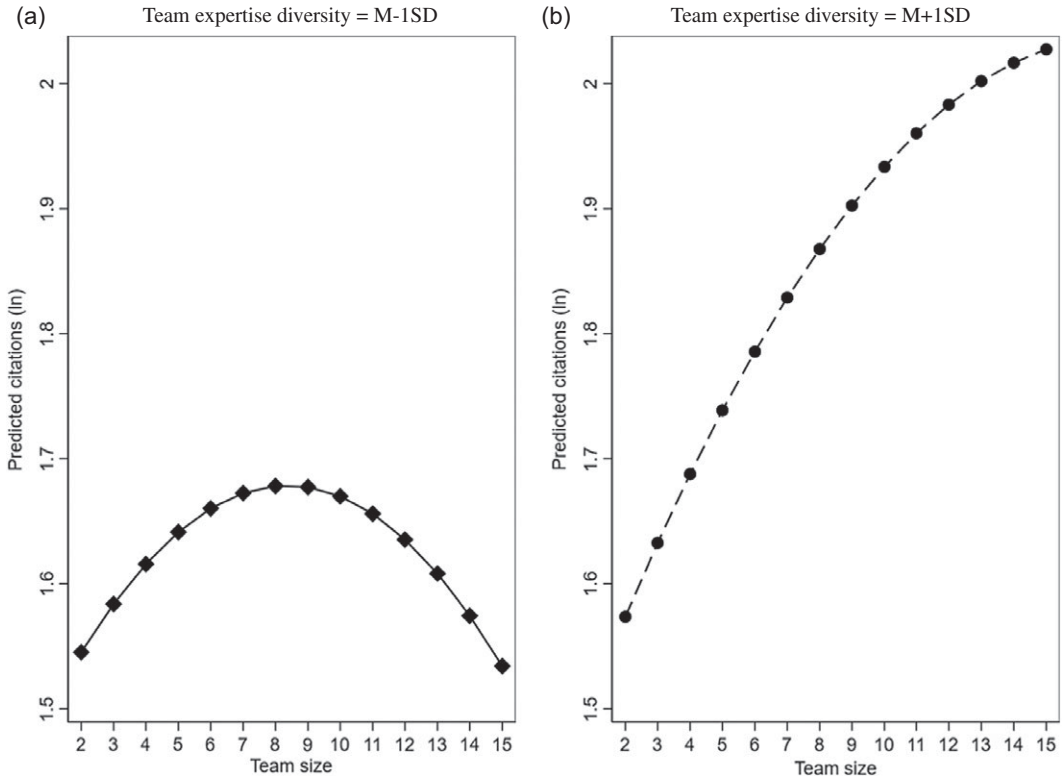 (a)
Team expertise diversity = M-1SD
Predicted citations (ln)
2
1.9
1.8
1.7
1.6
1.5
2 3 4 5 6 7 8 9 10 11 12 13 14 15
Team size
(b)
Team expertise diversity = M+1SD
Predicted citations (ln)
2
1.9
1.8
1.7
1.6
1.5
2 3 4 5 6 7 8 9 10 11 12 13 14 15
Team size